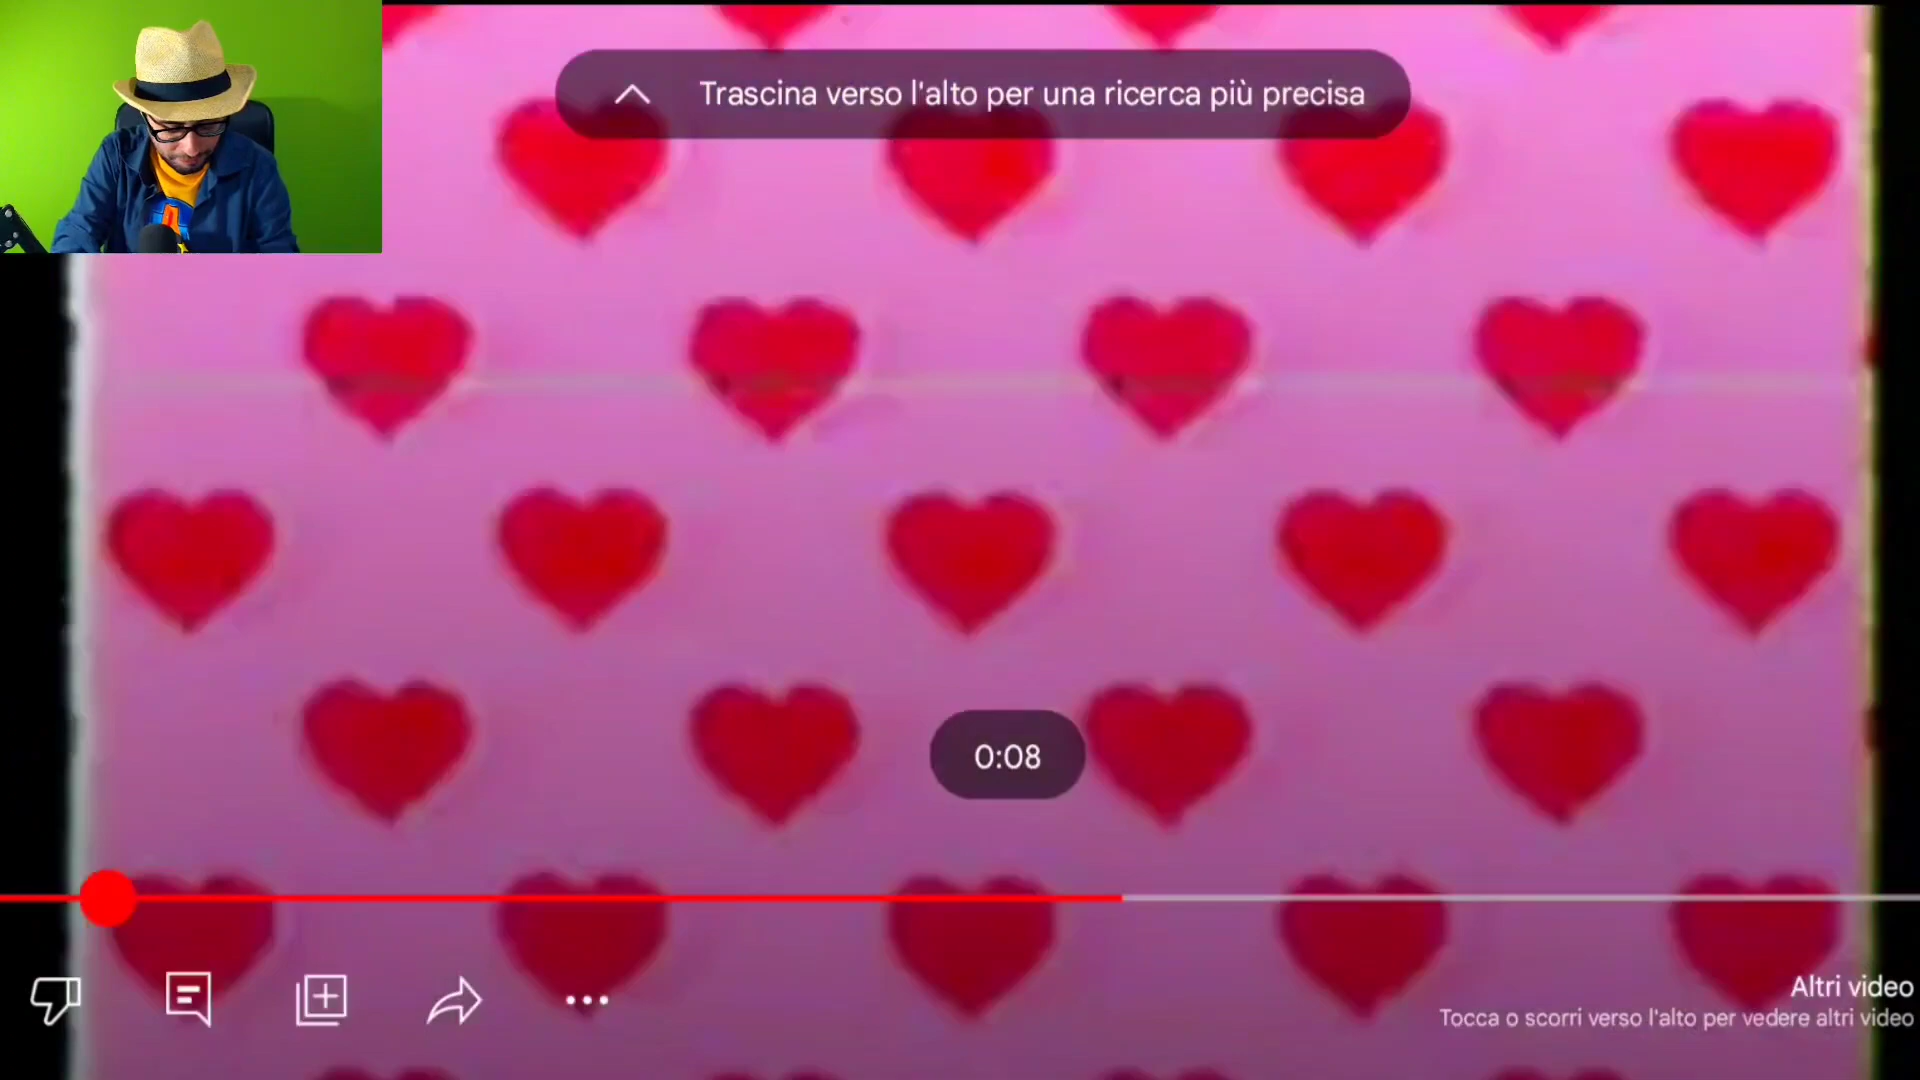 Trascina verso l'alto per una ricerca più precisa
0:08
Altri video
Tocca o scorri verso l'alto per vedere altri video